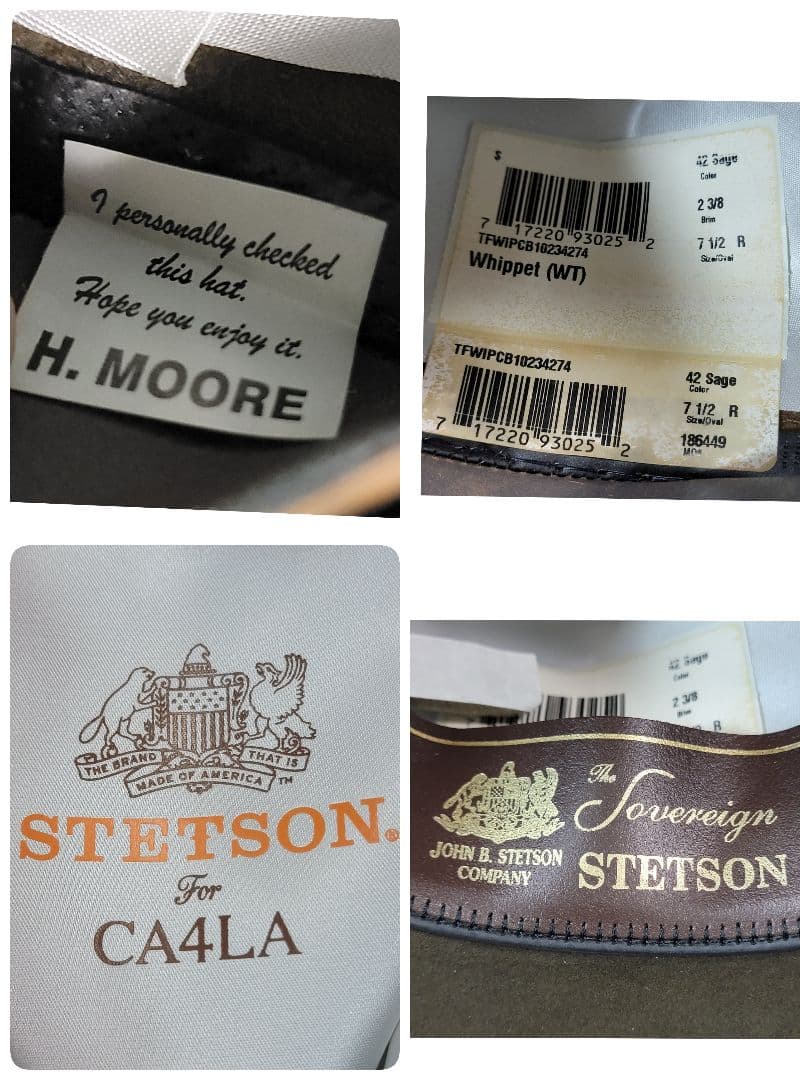 I personally checked
this hat.
Hope you enjoy it.
H. MOORE
S
42 Sage
Color
2 3/8
Brim
7 1/2 R
Size/Oval
7 17220 93025 2
TFWIPCB10234274
Whippet (WT)
TFWIPCB10234274
42 Sage
Color
7 1/2 R
Size/Oval
186449
MO#
7 17220 93025 2
THE BRAND THAT IS
MADE OF AMERICA TM
STETSON®
For
CA4LA
42 Sage
Color
2 3/8
Brim
R
The Sovereign
JOHN B. STETSON
COMPANY
STETSON